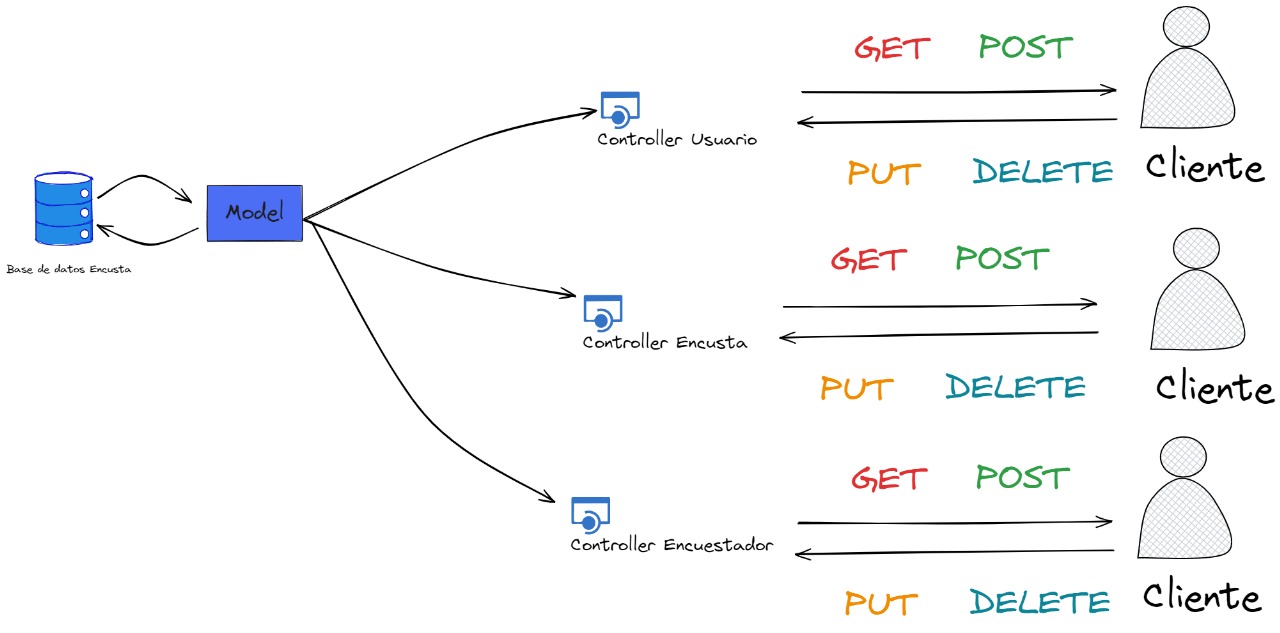 GET POST
Controller Usuario
PUT DELETE
Cliente
Model
Base de datos Encusta
GET POST
Controller Encusta
PUT DELETE
Cliente
GET POST
Controller Encuestador
PUT DELETE
Cliente